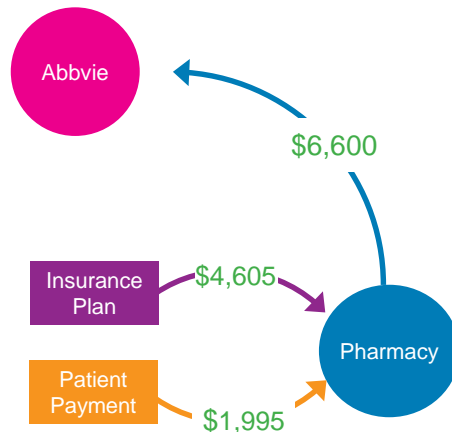 Abbvie
$6,600
Insurance
Plan
$4,605
Pharmacy
Patient
Payment
$1,995